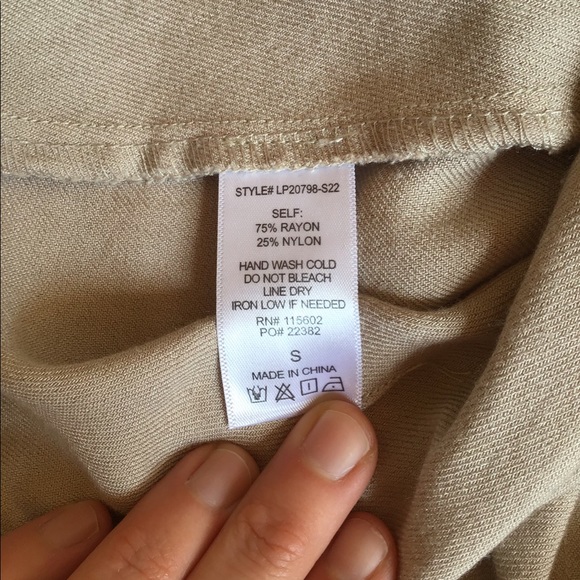 STYLE# LP20798-S22
SELF:
75% RAYON
25% NYLON
HAND WASH COLD
DO NOT BLEACH
LINE DRY
IRON LOW IF NEEDED
RN# 115602
PO# 22382
S
MADE IN CHINA